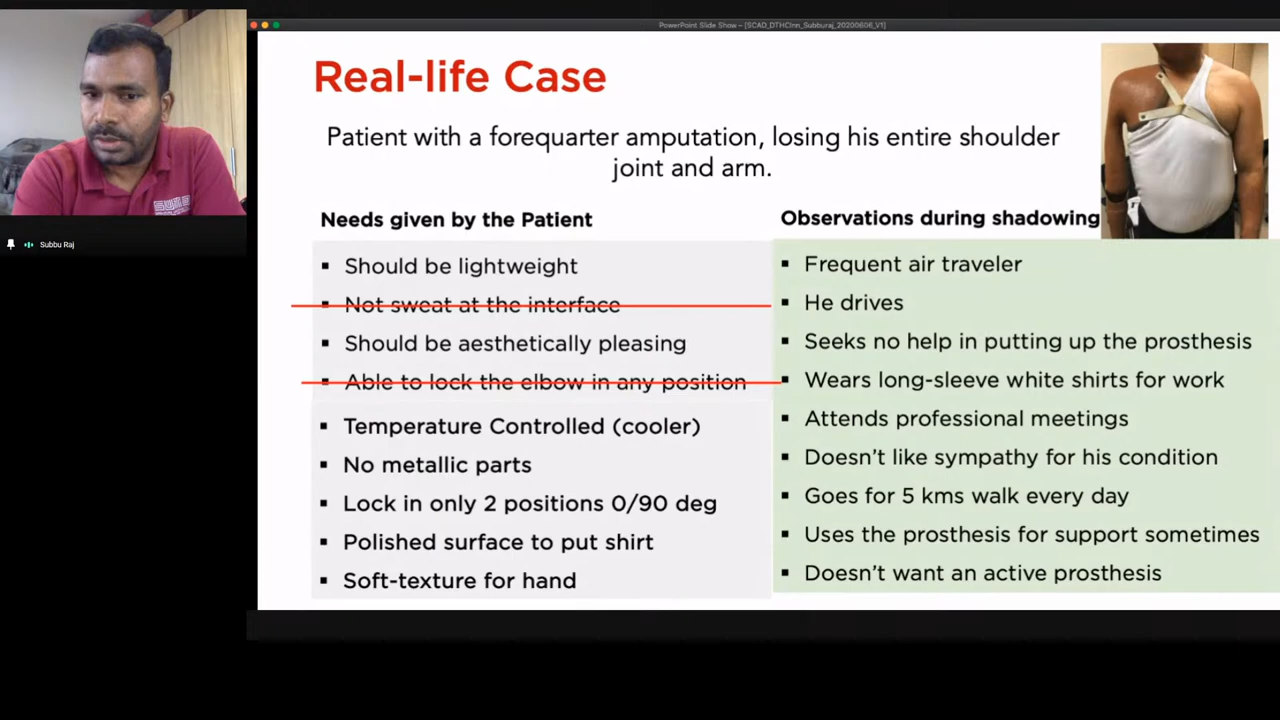 PowerPoint Slide Show - [SCAD_DTHCInn_Subburaj_20200606_V1]
Real-life Case
Patient with a forequarter amputation, losing his entire shoulder
joint and arm.
Needs given by the Patient
▪ Should be lightweight
▪ Not sweat at the interface
▪ Should be aesthetically pleasing
▪ Able to lock the elbow in any position
▪ Temperature Controlled (cooler)
▪ No metallic parts
▪ Lock in only 2 positions 0/90 deg
▪ Polished surface to put shirt
▪ Soft-texture for hand
Observations during shadowing
▪ Frequent air traveler
▪ He drives
▪ Seeks no help in putting up the prosthesis
▪ Wears long-sleeve white shirts for work
▪ Attends professional meetings
▪ Doesn't like sympathy for his condition
▪ Goes for 5 kms walk every day
▪ Uses the prosthesis for support sometimes
▪ Doesn't want an active prosthesis
Subbu Raj